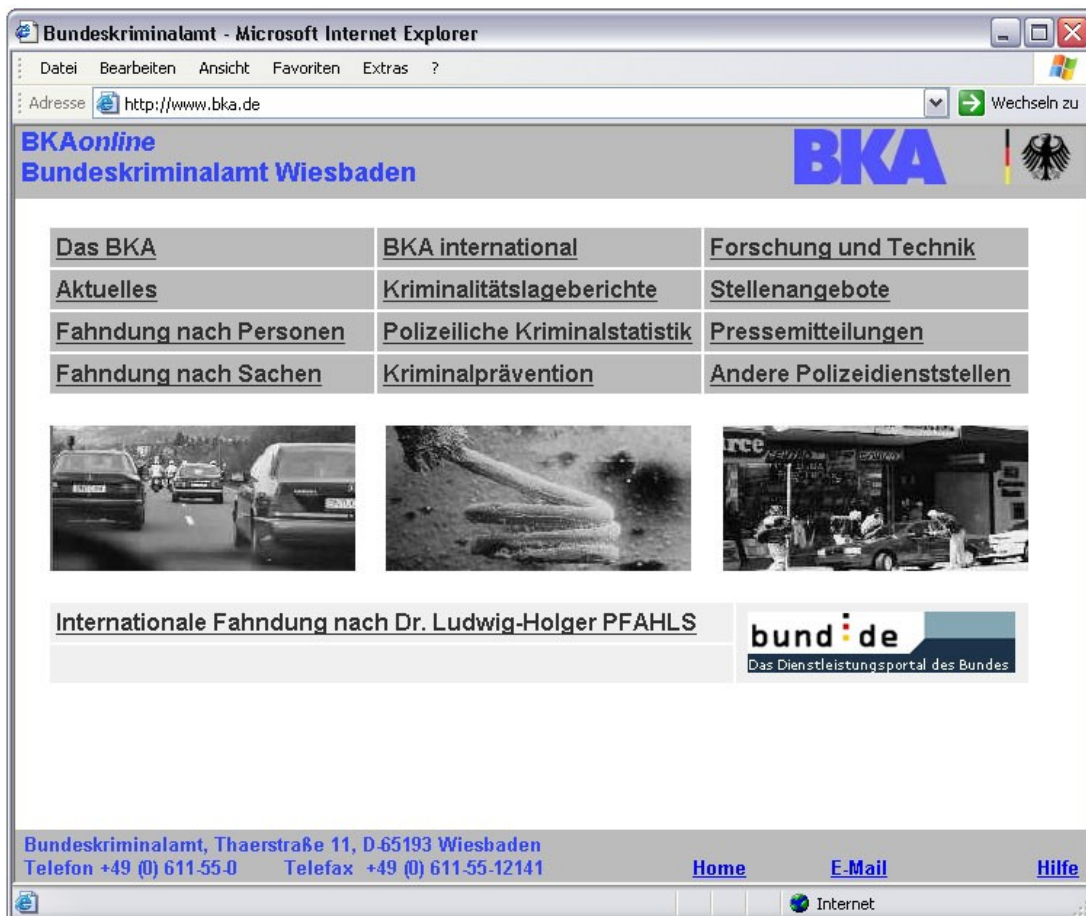 Bundeskriminalamt - Microsoft Internet Explorer
Datei Bearbeiten Ansicht Favoriten Extras ?
Adresse http://www.bka.de Wechseln zu
BKAonline
Bundeskriminalamt Wiesbaden
BKA
Das BKA BKA international Forschung und Technik
Aktuelles Kriminalitätslageberichte Stellenangebote
Fahndung nach Personen Polizeiliche Kriminalstatistik Pressemitteilungen
Fahndung nach Sachen Kriminalprävention Andere Polizeidienststellen
Internationale Fahndung nach Dr. Ludwig-Holger PFAHLS
bund:de
Das Dienstleistungsportal des Bundes
Bundeskriminalamt, Thaerstraße 11, D-65193 Wiesbaden
Telefon +49 (0) 611-55-0 Telefax +49 (0) 611-55-12141 Home E-Mail Hilfe
Internet